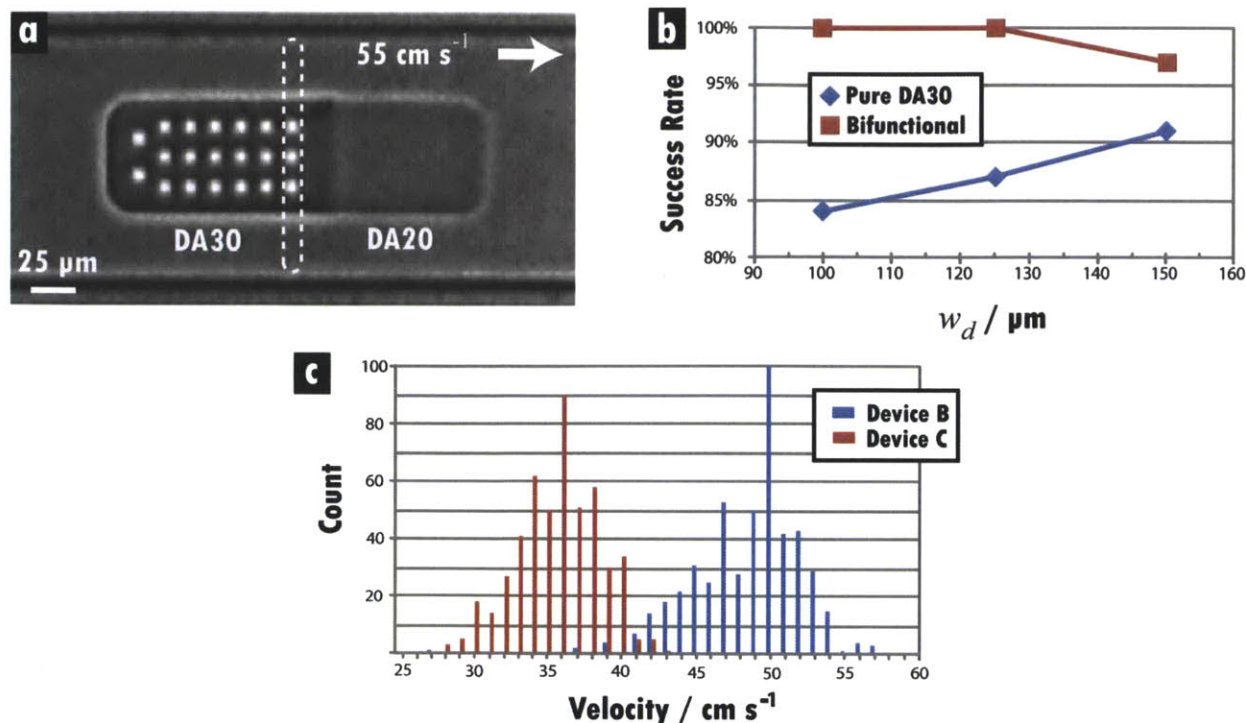 a
55 cm s⁻¹
DA30
DA20
25 µm
b
100%
95%
90%
85%
80%
Success Rate
Pure DA30
Bifunctional
90 100 110 120 130 140 150 160
w_d / µm
c
100
80
60
40
20
Count
Device B
Device C
25 30 35 40 45 50 55 60
Velocity / cm s⁻¹